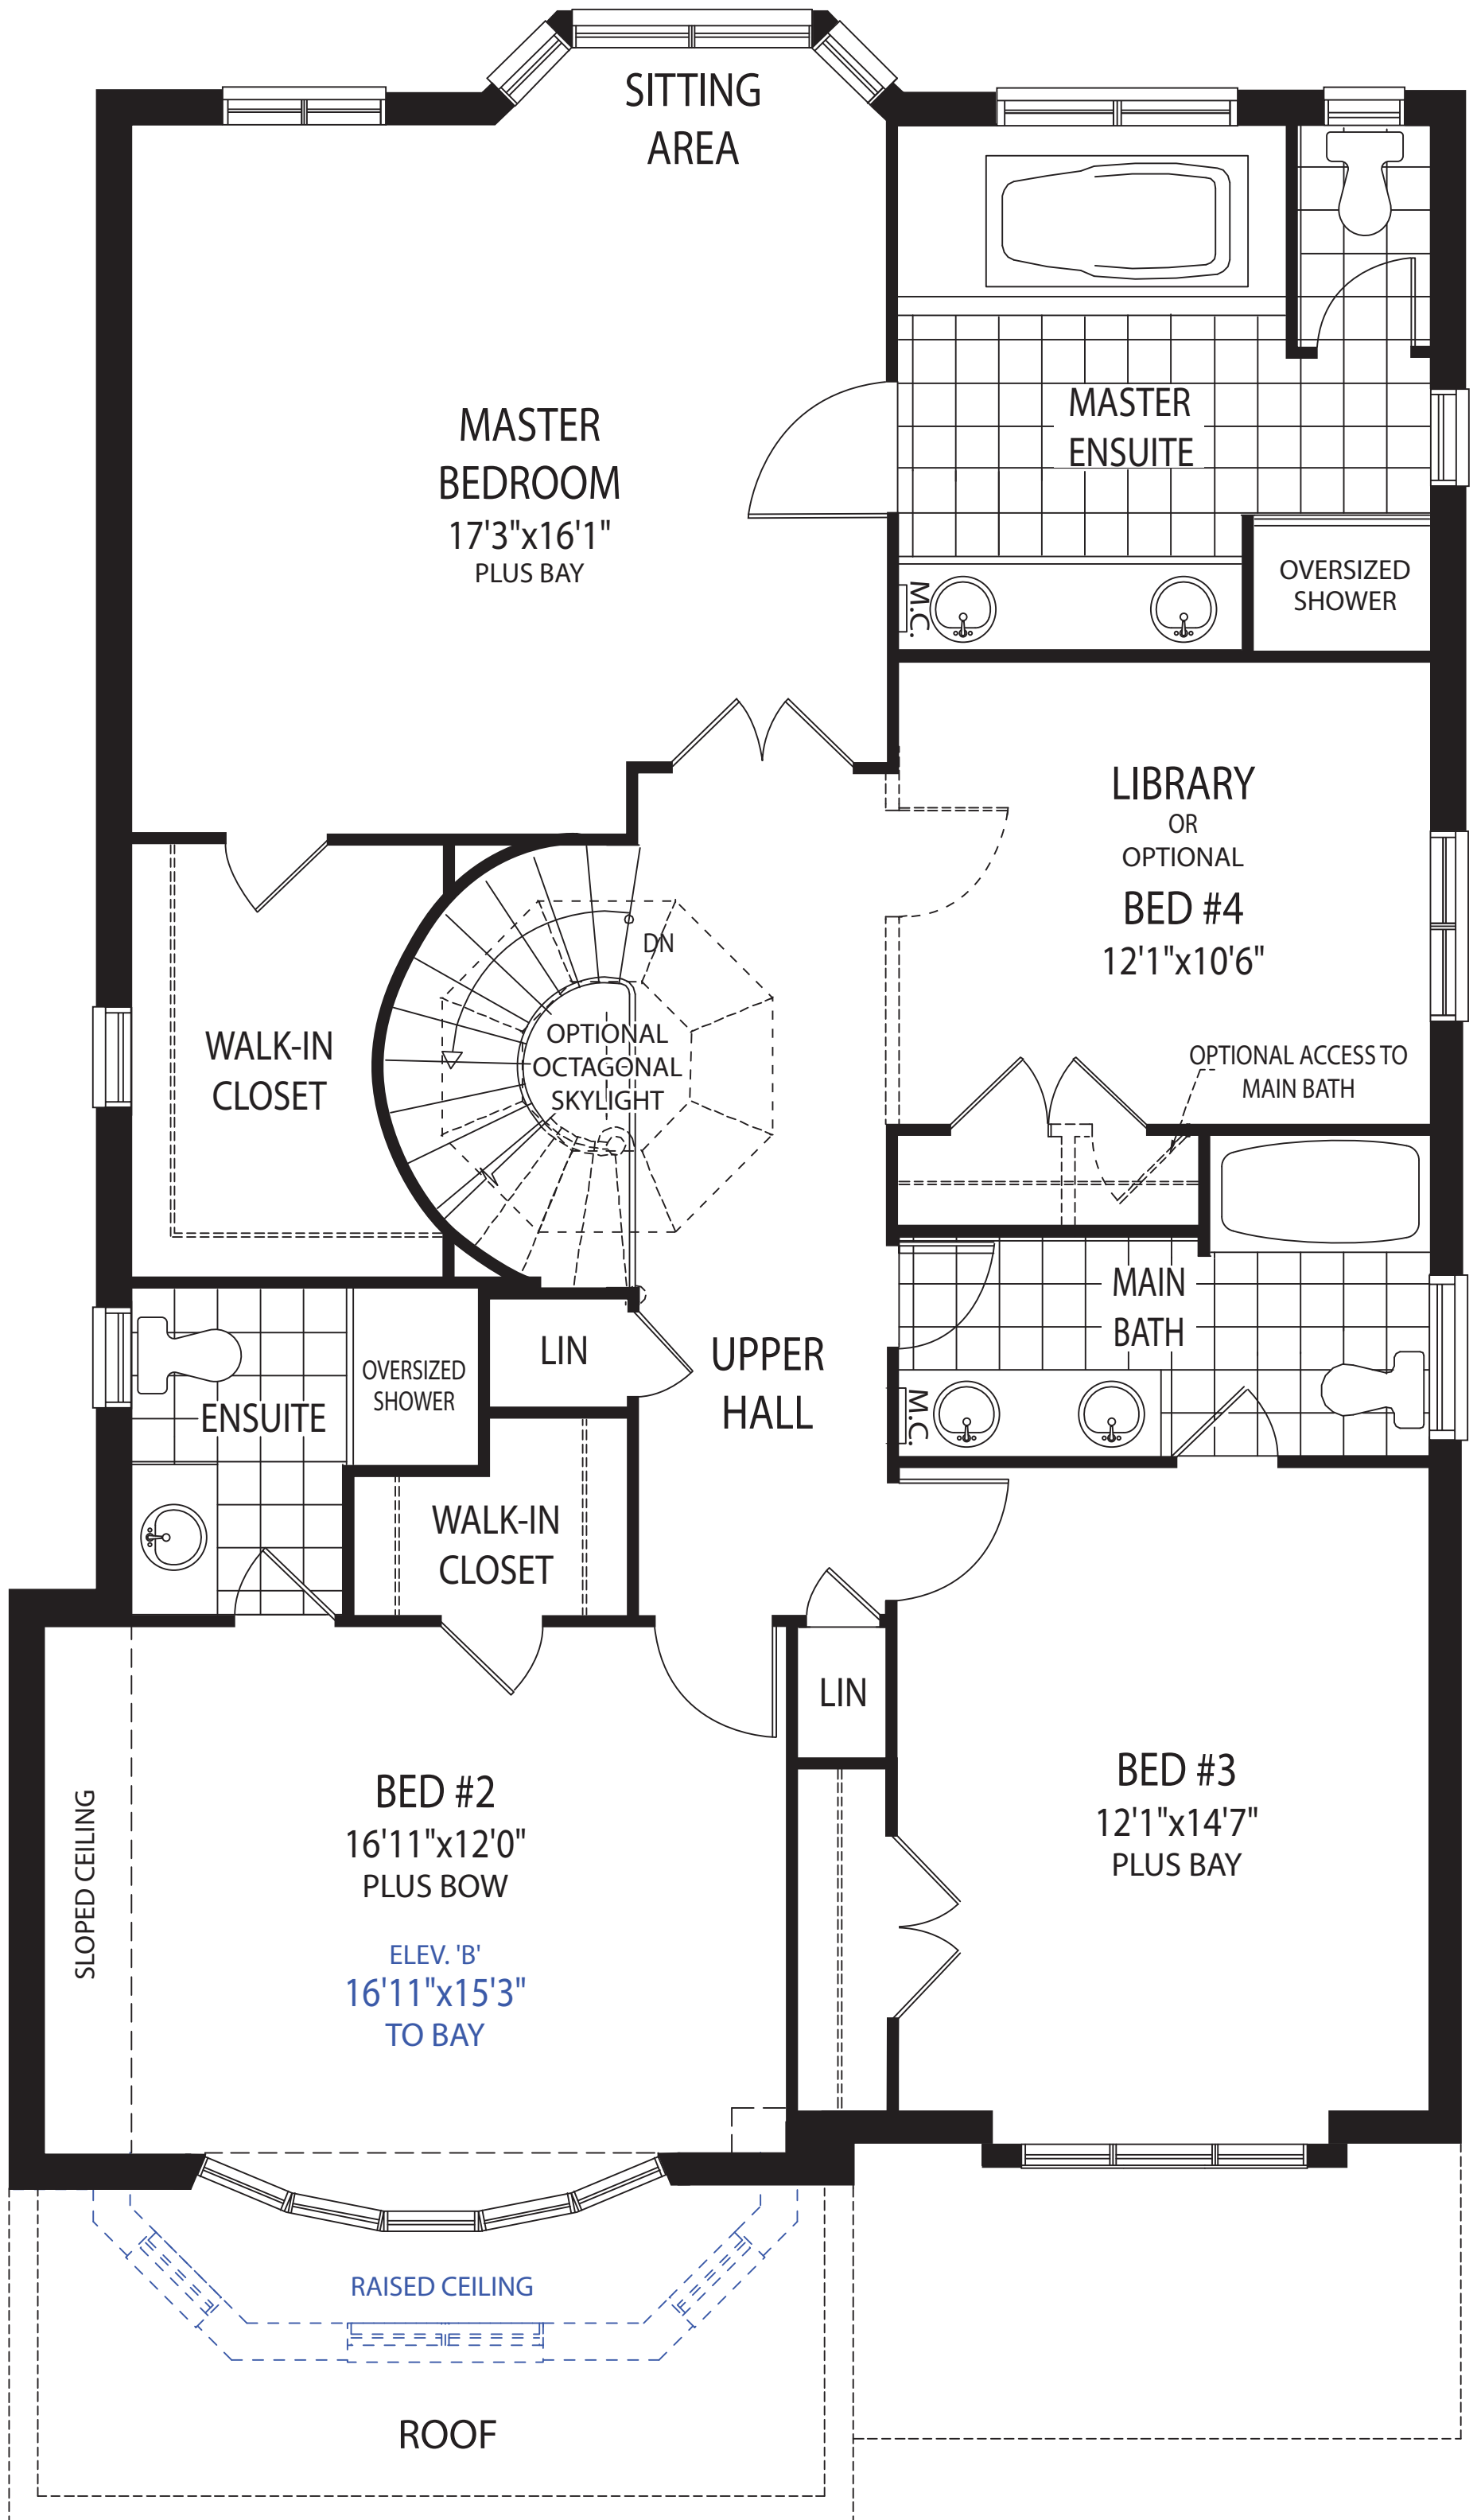 SITTING
AREA
MASTER
BEDROOM
17'3"x16'1"
PLUS BAY
MASTER
ENSUITE
M.C.
OVERSIZED
SHOWER
LIBRARY
OR
OPTIONAL
BED #4
12'1"x10'6"
DN
OPTIONAL
OCTAGONAL
SKYLIGHT
WALK-IN
CLOSET
OPTIONAL ACCESS TO
MAIN BATH
MAIN
BATH
M.C.
LIN
UPPER
HALL
OVERSIZED
SHOWER
ENSUITE
WALK-IN
CLOSET
LIN
BED #2
16'11"x12'0"
PLUS BOW
ELEV. 'B'
16'11"x15'3"
TO BAY
SLOPED CEILING
BED #3
12'1"x14'7"
PLUS BAY
RAISED CEILING
ROOF